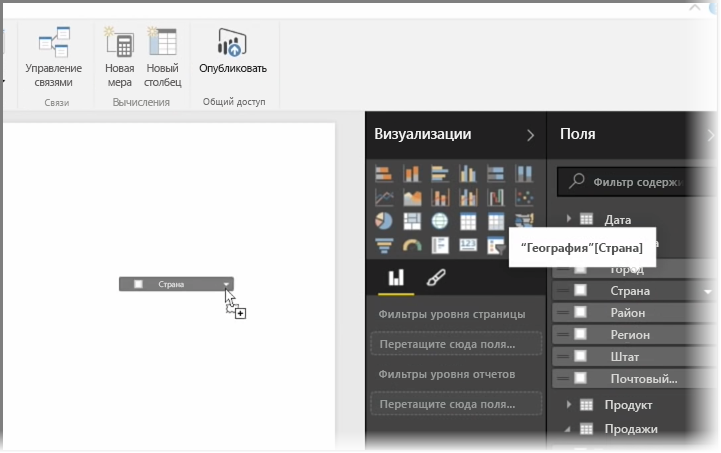 Управление
связями
Новая
мера
Новый
столбец
Опубликовать
Связи
Вычисления
Общий доступ
Визуализации
Поля
Фильтр содержи
Дата
"География"[Страна]
Город
Страна
Страна
Район
Фильтры уровня страницы
Регион
Перетащите сюда поля...
Штат
Фильтры уровня отчетов
Почтовый...
Перетащите сюда поля...
Продукт
Продажи